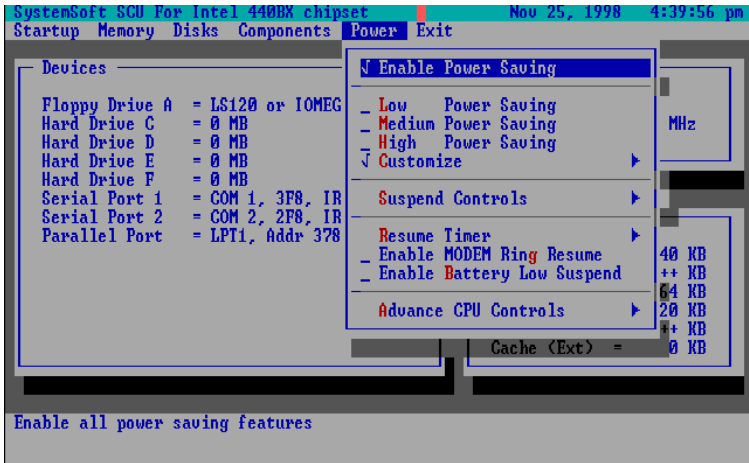 SystemSoft SCU For Intel 440BX chipset Nov 25, 1998 4:39:56 pm
Startup Memory Disks Components Power Exit
Devices
Floppy Drive A = LS120 or IOMEG
Hard Drive C = 0 MB
Hard Drive D = 0 MB
Hard Drive E = 0 MB
Hard Drive F = 0 MB
Serial Port 1 = COM 1, 3F8, IR
Serial Port 2 = COM 2, 2F8, IR
Parallel Port = LPT1, Addr 378
√ Enable Power Saving
_ Low Power Saving
_ Medium Power Saving
_ High Power Saving
√ Customize
Suspend Controls
Resume Timer
_ Enable MODEM Ring Resume
_ Enable Battery Low Suspend
Advance CPU Controls
MHz
40 KB
++ KB
64 KB
20 KB
++ KB
Cache (Ext) = 0 KB
Enable all power saving features